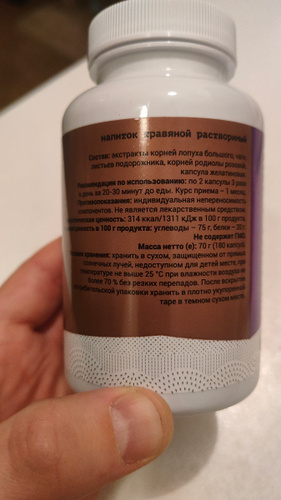 напиток травяной растворимый
Состав: экстракты корней лопуха большого,
листьев подорожника, корней родиолы розовой,
капсула желатиновая.
Рекомендации по использованию: по 2 капсулы 3 раза
в день за 20-30 минут до еды. Курс приема – 1 месяц.
Противопоказания: индивидуальная непереносимость
компонентов. Не является лекарственным средством.
ценность: 314 ккал/1311 кДж в 100 г продукта.
ценность в 100 г продукта: углеводы – 75 г, белки –
Не содержит ГМО.
Масса нетто (е): 70 г (180 капсул).
хранения: хранить в сухом, защищенном от прямых
солнечных лучей, недоступном для детей месте, при
температуре не выше 25 °С при влажности воздуха не
более 70 % без резких перепадов. После вскрытия
потребительской упаковки хранить в плотно укупоренной
таре в темном сухом месте.